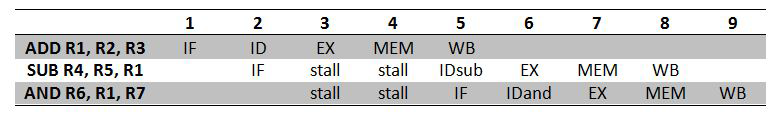 1 2 3 4 5 6 7 8 9
ADD R1, R2, R3 IF ID EX MEM WB
SUB R4, R5, R1 IF stall stall IDsub EX MEM WB
AND R6, R1, R7 stall stall IF IDand EX MEM WB